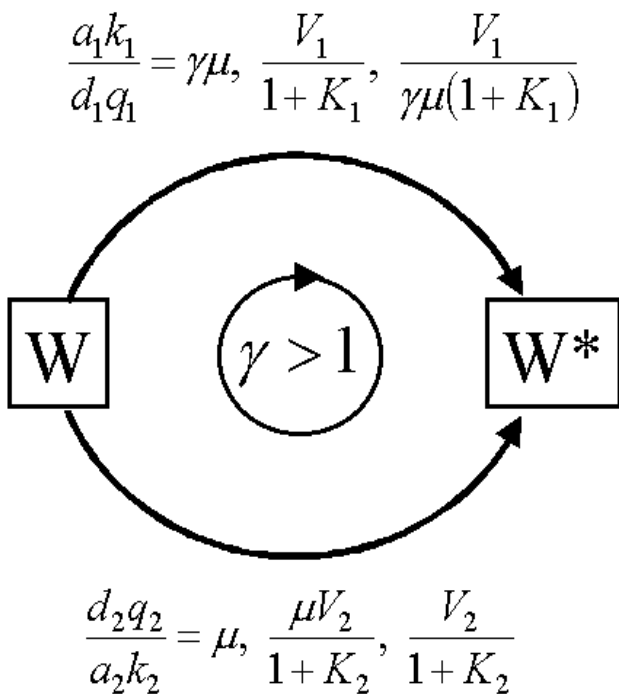 a₁k₁/d₁q₁ = γμ, V₁/1 + K₁, V₁/γμ(1 + K₁)
W
γ > 1
W*
d₂q₂/a₂k₂ = μ, μV₂/1 + K₂, V₂/1 + K₂